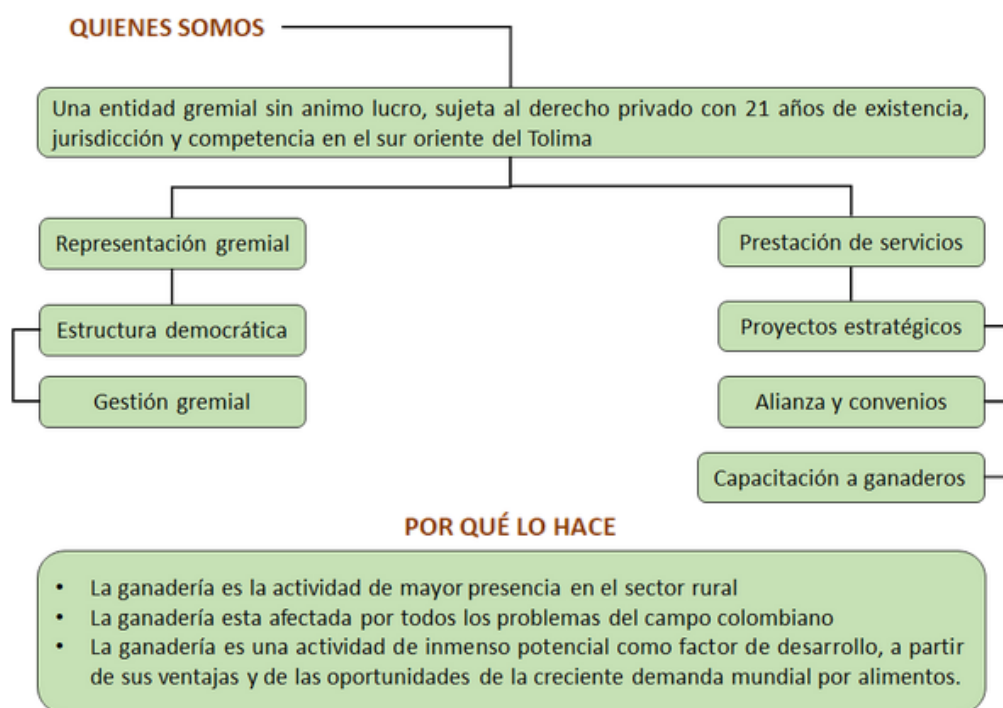 QUIENES SOMOS
Una entidad gremial sin animo lucro, sujeta al derecho privado con 21 años de existencia,
jurisdicción y competencia en el sur oriente del Tolima
Representación gremial
Estructura democrática
Gestión gremial
Prestación de servicios
Proyectos estratégicos
Alianza y convenios
Capacitación a ganaderos
POR QUÉ LO HACE
• La ganadería es la actividad de mayor presencia en el sector rural
• La ganadería esta afectada por todos los problemas del campo colombiano
• La ganadería es una actividad de inmenso potencial como factor de desarrollo, a partir
de sus ventajas y de las oportunidades de la creciente demanda mundial por alimentos.